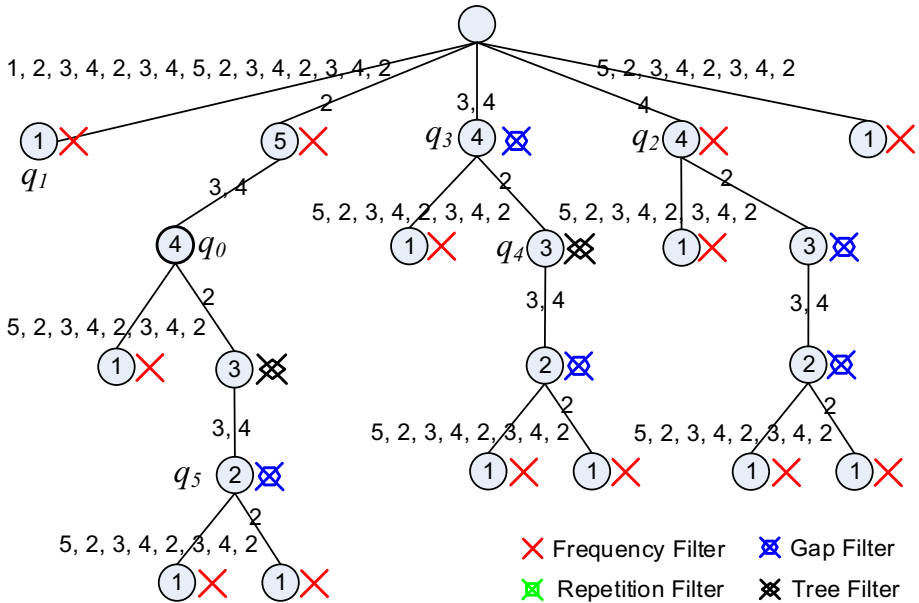 1, 2, 3, 4, 2, 3, 4, 5, 2, 3, 4, 2, 3, 4, 2
2
3, 4
4
5, 2, 3, 4, 2, 3, 4, 2
1
q1
5
q3
4
q2
4
1
3, 4
5, 2, 3, 4, 2, 3, 4, 2
2
5, 2, 3, 4, 2, 3, 4, 2
2
4
q0
1
q4
3
1
3
5, 2, 3, 4, 2, 3, 4, 2
2
3, 4
3, 4
1
3
2
2
3, 4
5, 2, 3, 4, 2, 3, 4, 2
2
5, 2, 3, 4, 2, 3, 4, 2
2
q5
2
1
1
1
1
5, 2, 3, 4, 2, 3, 4, 2
2
1
1
Frequency Filter
Gap Filter
Repetition Filter
Tree Filter